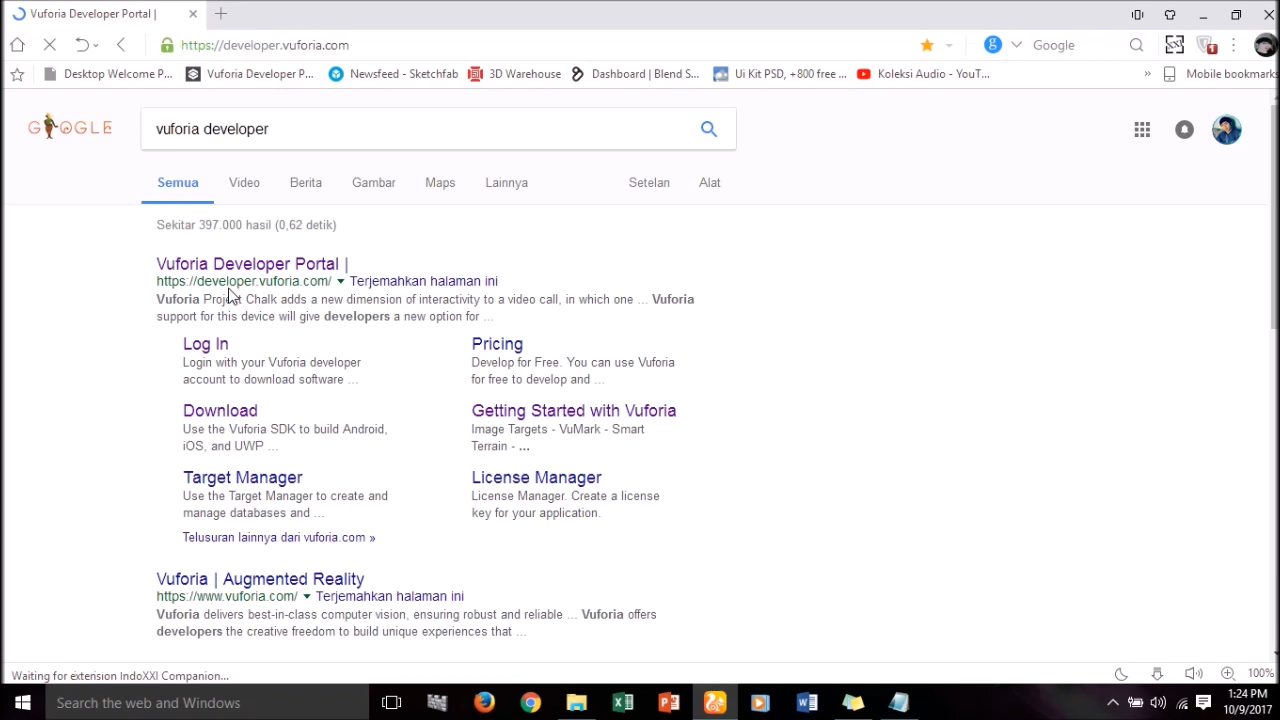 Vuforia Developer Portal |
https://developer.vuforia.com
Google
Desktop Welcome P... Vuforia Developer P... Newsfeed - Sketchfab 3D Warehouse Dashboard | Blend S... Ui Kit PSD, +800 free ... Koleksi Audio - YouT... » Mobile bookmarks
GOOGLE
vuforia developer
Semua Video Berita Gambar Maps Lainnya Setelan Alat
Sekitar 397.000 hasil (0,62 detik)
Vuforia Developer Portal |
https://developer.vuforia.com/ Terjemahkan halaman ini
Vuforia Project Chalk adds a new dimension of interactivity to a video call, in which one ... Vuforia
support for this device will give developers a new option for ...
Log In
Login with your Vuforia developer
account to download software ...
Pricing
Develop for Free. You can use Vuforia
for free to develop and ...
Download
Use the Vuforia SDK to build Android,
iOS, and UWP ...
Getting Started with Vuforia
Image Targets - VuMark - Smart
Terrain - ...
Target Manager
Use the Target Manager to create and
manage databases and ...
License Manager
License Manager. Create a license
key for your application.
Telusuran lainnya dari vuforia.com »
Vuforia | Augmented Reality
https://www.vuforia.com/ Terjemahkan halaman ini
Vuforia delivers best-in-class computer vision, ensuring robust and reliable ... Vuforia offers
developers the creative freedom to build unique experiences that ...
Waiting for extension IndoXXI Companion...
100%
Search the web and Windows
1:24 PM
10/9/2017